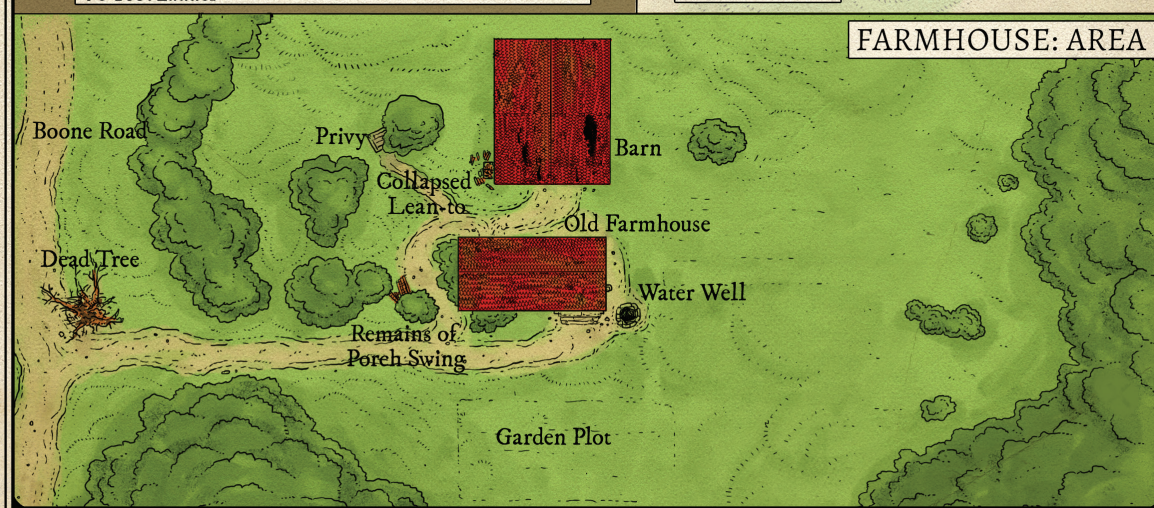 FARMHOUSE: AREA
Boone Road
Privy
Barn
Collapsed
Lean-to
Old Farmhouse
Dead Tree
Water Well
Remains of
Porch Swing
Garden Plot